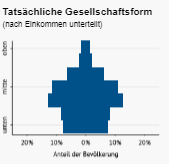 Tatsächliche Gesellschaftsform
(nach Einkommen unterteilt)
oben
mitte
unten
20% 10% 0% 10% 20%
Anteil der Bevölkerung